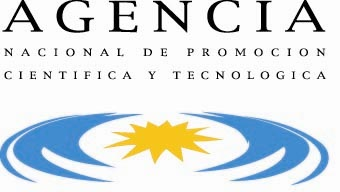 AGENCIA
NACIONAL DE PROMOCION
CIENTIFICA Y TECNOLOGICA